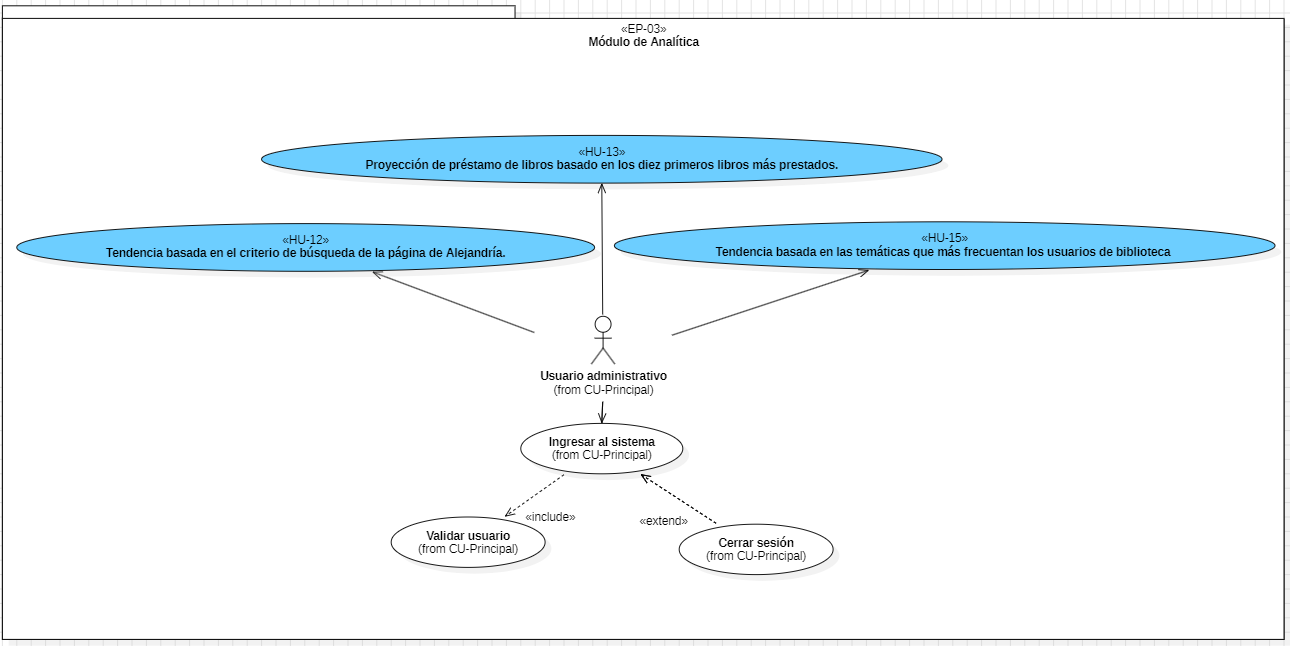 «EP-03»
Módulo de Analítica
«HU-13»
Proyección de préstamo de libros basado en los diez primeros libros más prestados.
«HU-12»
Tendencia basada en el criterio de búsqueda de la página de Alejandría.
«HU-15»
Tendencia basada en las temáticas que más frecuentan los usuarios de biblioteca
Usuario administrativo
(from CU-Principal)
Ingresar al sistema
(from CU-Principal)
«include»
«extend»
Validar usuario
(from CU-Principal)
Cerrar sesión
(from CU-Principal)